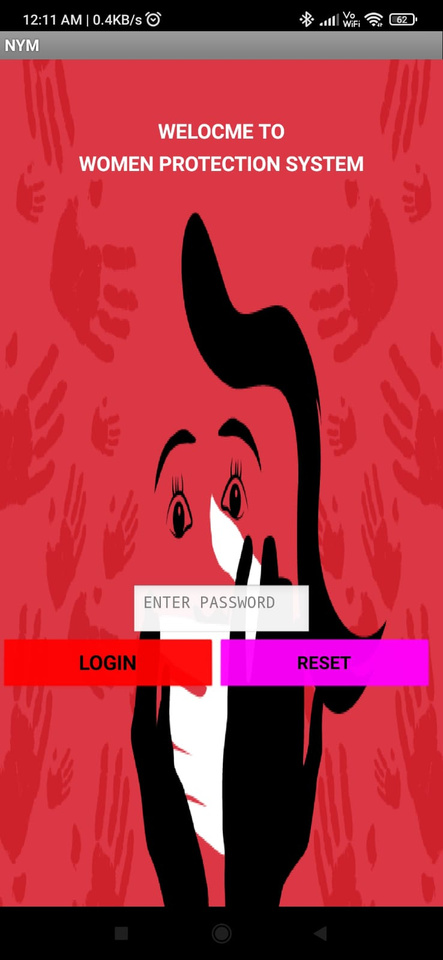 12:11 AM | 0.4KB/s
Vo
WiFi
62
NYM
WELOCME TO
WOMEN PROTECTION SYSTEM
ENTER PASSWORD
LOGIN
RESET